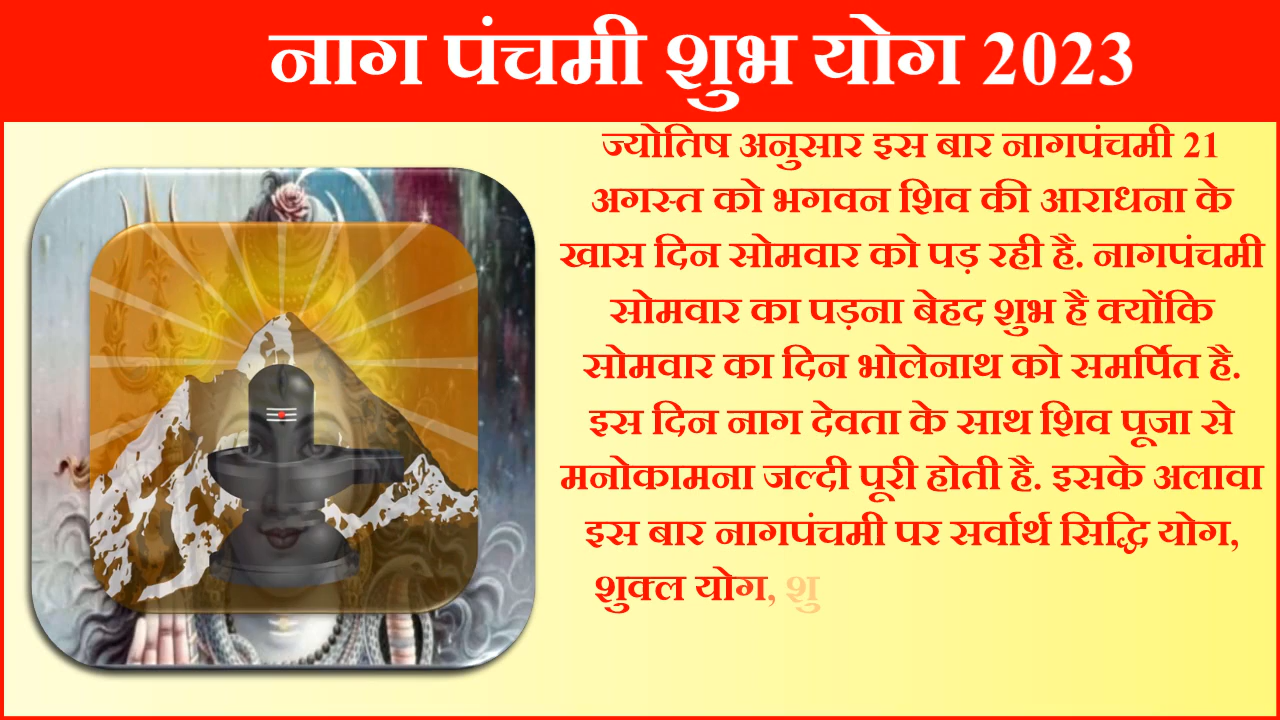 नाग पंचमी शुभ योग 2023
ज्योतिष अनुसार इस बार नागपंचमी 21
अगस्त को भगवन शिव की आराधना के
खास दिन सोमवार को पड़ रही है. नागपंचमी
सोमवार का पड़ना बेहद शुभ है क्योंकि
सोमवार का दिन भोलेनाथ को समर्पित है.
इस दिन नाग देवता के साथ शिव पूजा से
मनोकामना जल्दी पूरी होती है. इसके अलावा
इस बार नागपंचमी पर सर्वार्थ सिद्धि योग,
शुक्ल योग, शु